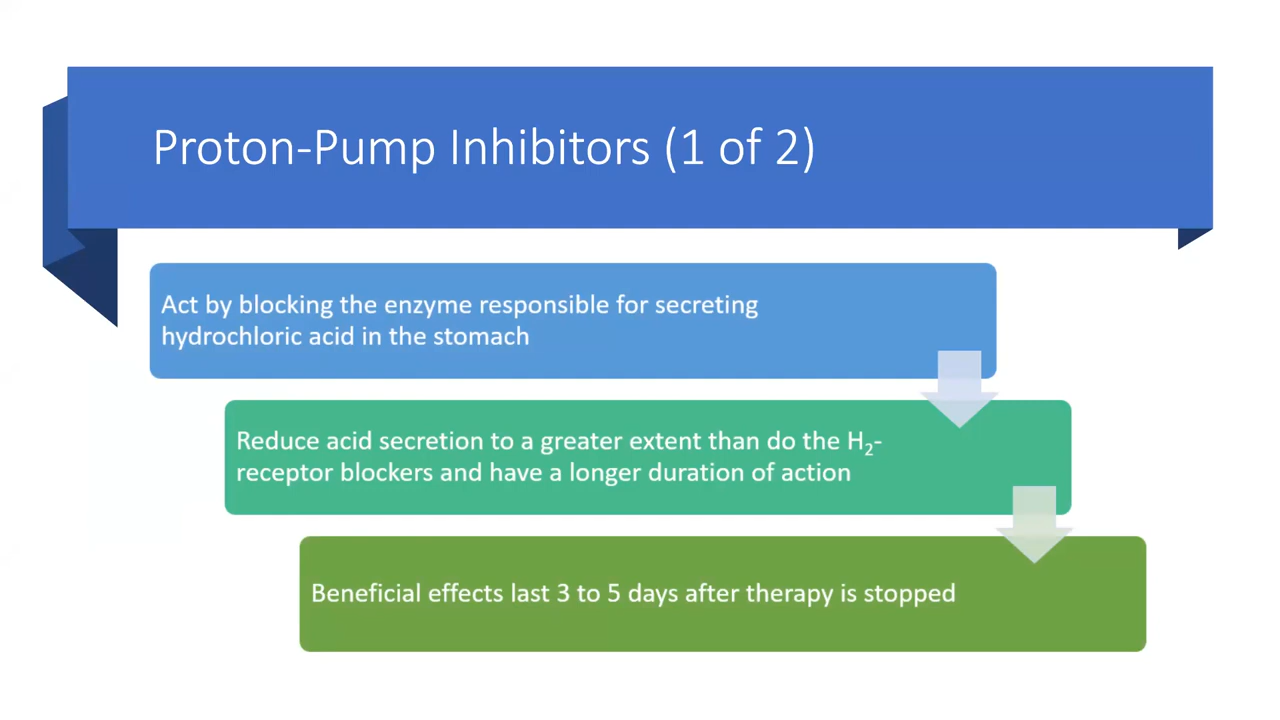 Proton-Pump Inhibitors (1 of 2)
Act by blocking the enzyme responsible for secreting
hydrochloric acid in the stomach
Reduce acid secretion to a greater extent than do the H₂-
receptor blockers and have a longer duration of action
Beneficial effects last 3 to 5 days after therapy is stopped